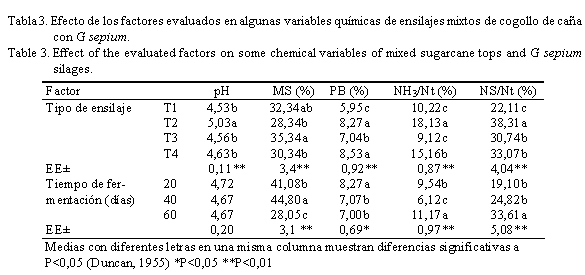 Tabla 3. Efecto de los factores evaluados en algunas variables químicas de ensilajes mixtos de cogollo de caña
con G sepium.
Table 3. Effect of the evaluated factors on some chemical variables of mixed sugarcane tops and G sepium
silages.
Factor pH MS (%) PB (%) NH3/Nt (%) NS/Nt (%)
Tipo de ensilaje T1 4,53b 32,34ab 5,95c 10,22c 22,11c
T2 5,03a 28,34b 8,27a 18,13a 38,31a
T3 4,56b 35,34a 7,04b 9,12c 30,74b
T4 4,63b 30,34b 8,53a 15,16b 33,07b
EE± 0,11** 3,4** 0,92** 0,87** 4,04**
Tiempo de fer- 20 4,72 41,08b 8,27a 9,54b 19,10b
mentación (días) 40 4,67 44,80a 7,07b 6,12c 24,82b
60 4,67 28,05c 7,00b 11,17a 33,61a
EE± 0,20 3,1 ** 0,69* 0,97** 5,08**
Medias con diferentes letras en una misma columna muestran diferencias significativas a
P<0,05 (Duncan, 1955) *P<0,05 **P<0,01